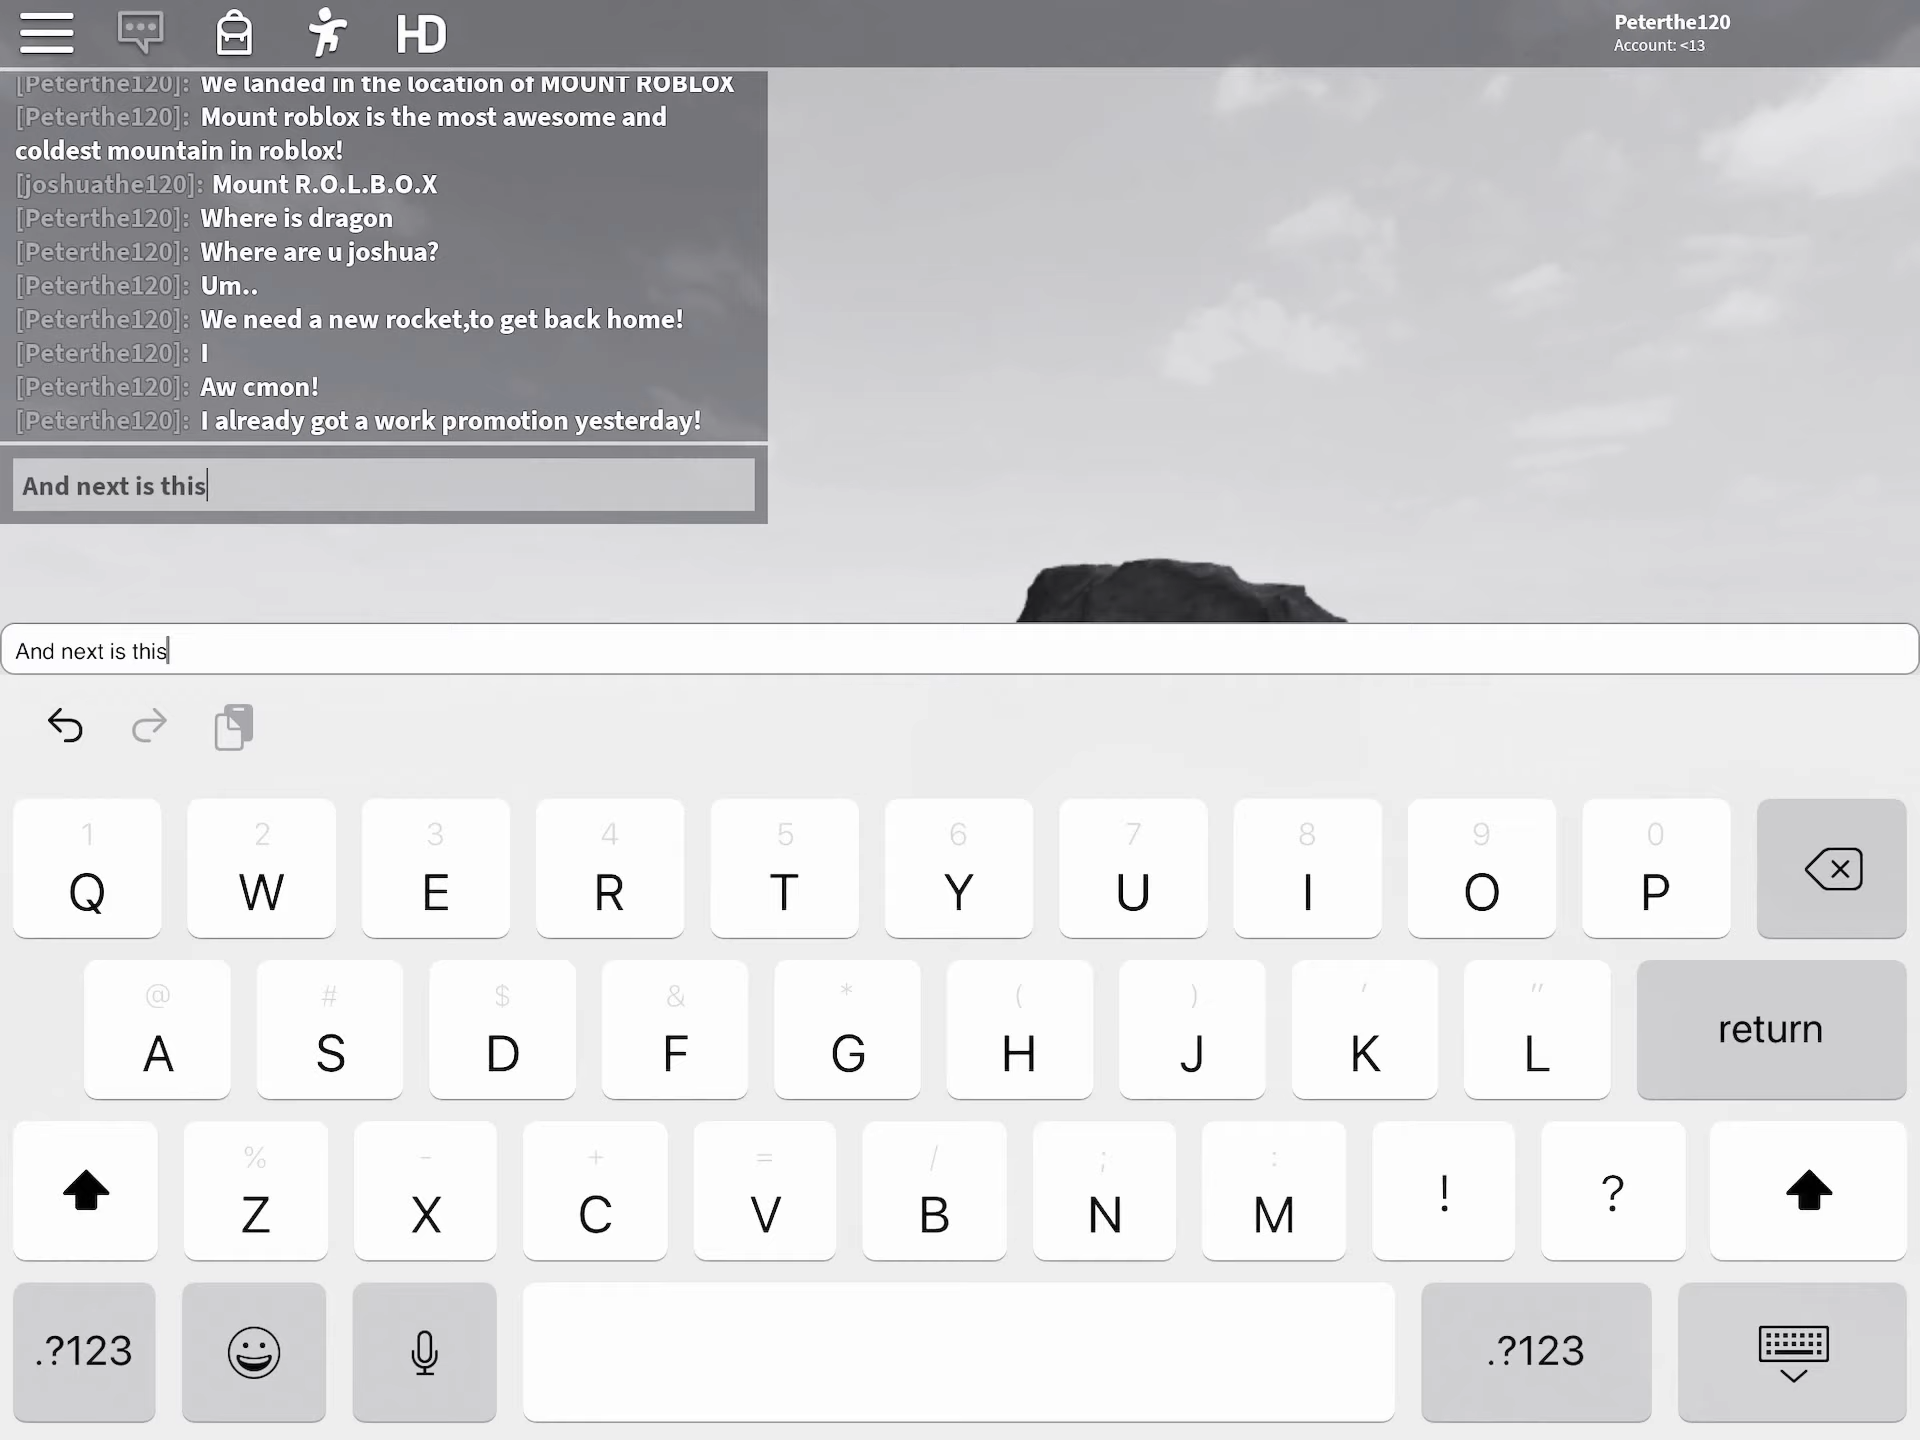 HD
Peterthe120
Account: <13
[Peterthe120]: We landed in the location of MOUNT ROBLOX
[Peterthe120]: Mount roblox is the most awesome and
coldest mountain in roblox!
[joshuathe120]: Mount R.O.L.B.O.X
[Peterthe120]: Where is dragon
[Peterthe120]: Where are u joshua?
[Peterthe120]: Um..
[Peterthe120]: We need a new rocket,to get back home!
[Peterthe120]: I
[Peterthe120]: Aw cmon!
[Peterthe120]: I already got a work promotion yesterday!
And next is this
And next is this
1 2 3 4 5 6 7 8 9 0
Q W E R T Y U I O P
@ # $ & * ( ) ' "
A S D F G H J K L return
% - + = / ; :
Z X C V B N M ! ?
.?123 .?123